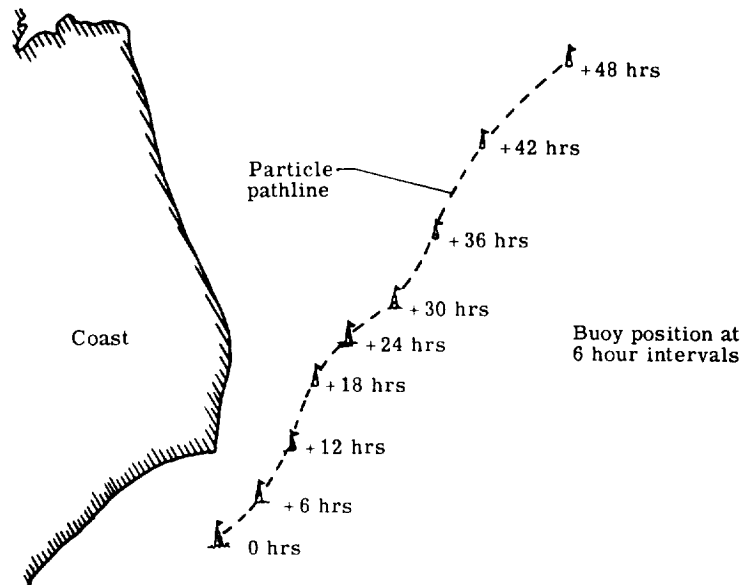 +48 hrs
+42 hrs
Particle
pathline
+36 hrs
+30 hrs
Coast
Buoy position at
6 hour intervals
+24 hrs
+18 hrs
+12 hrs
+6 hrs
0 hrs